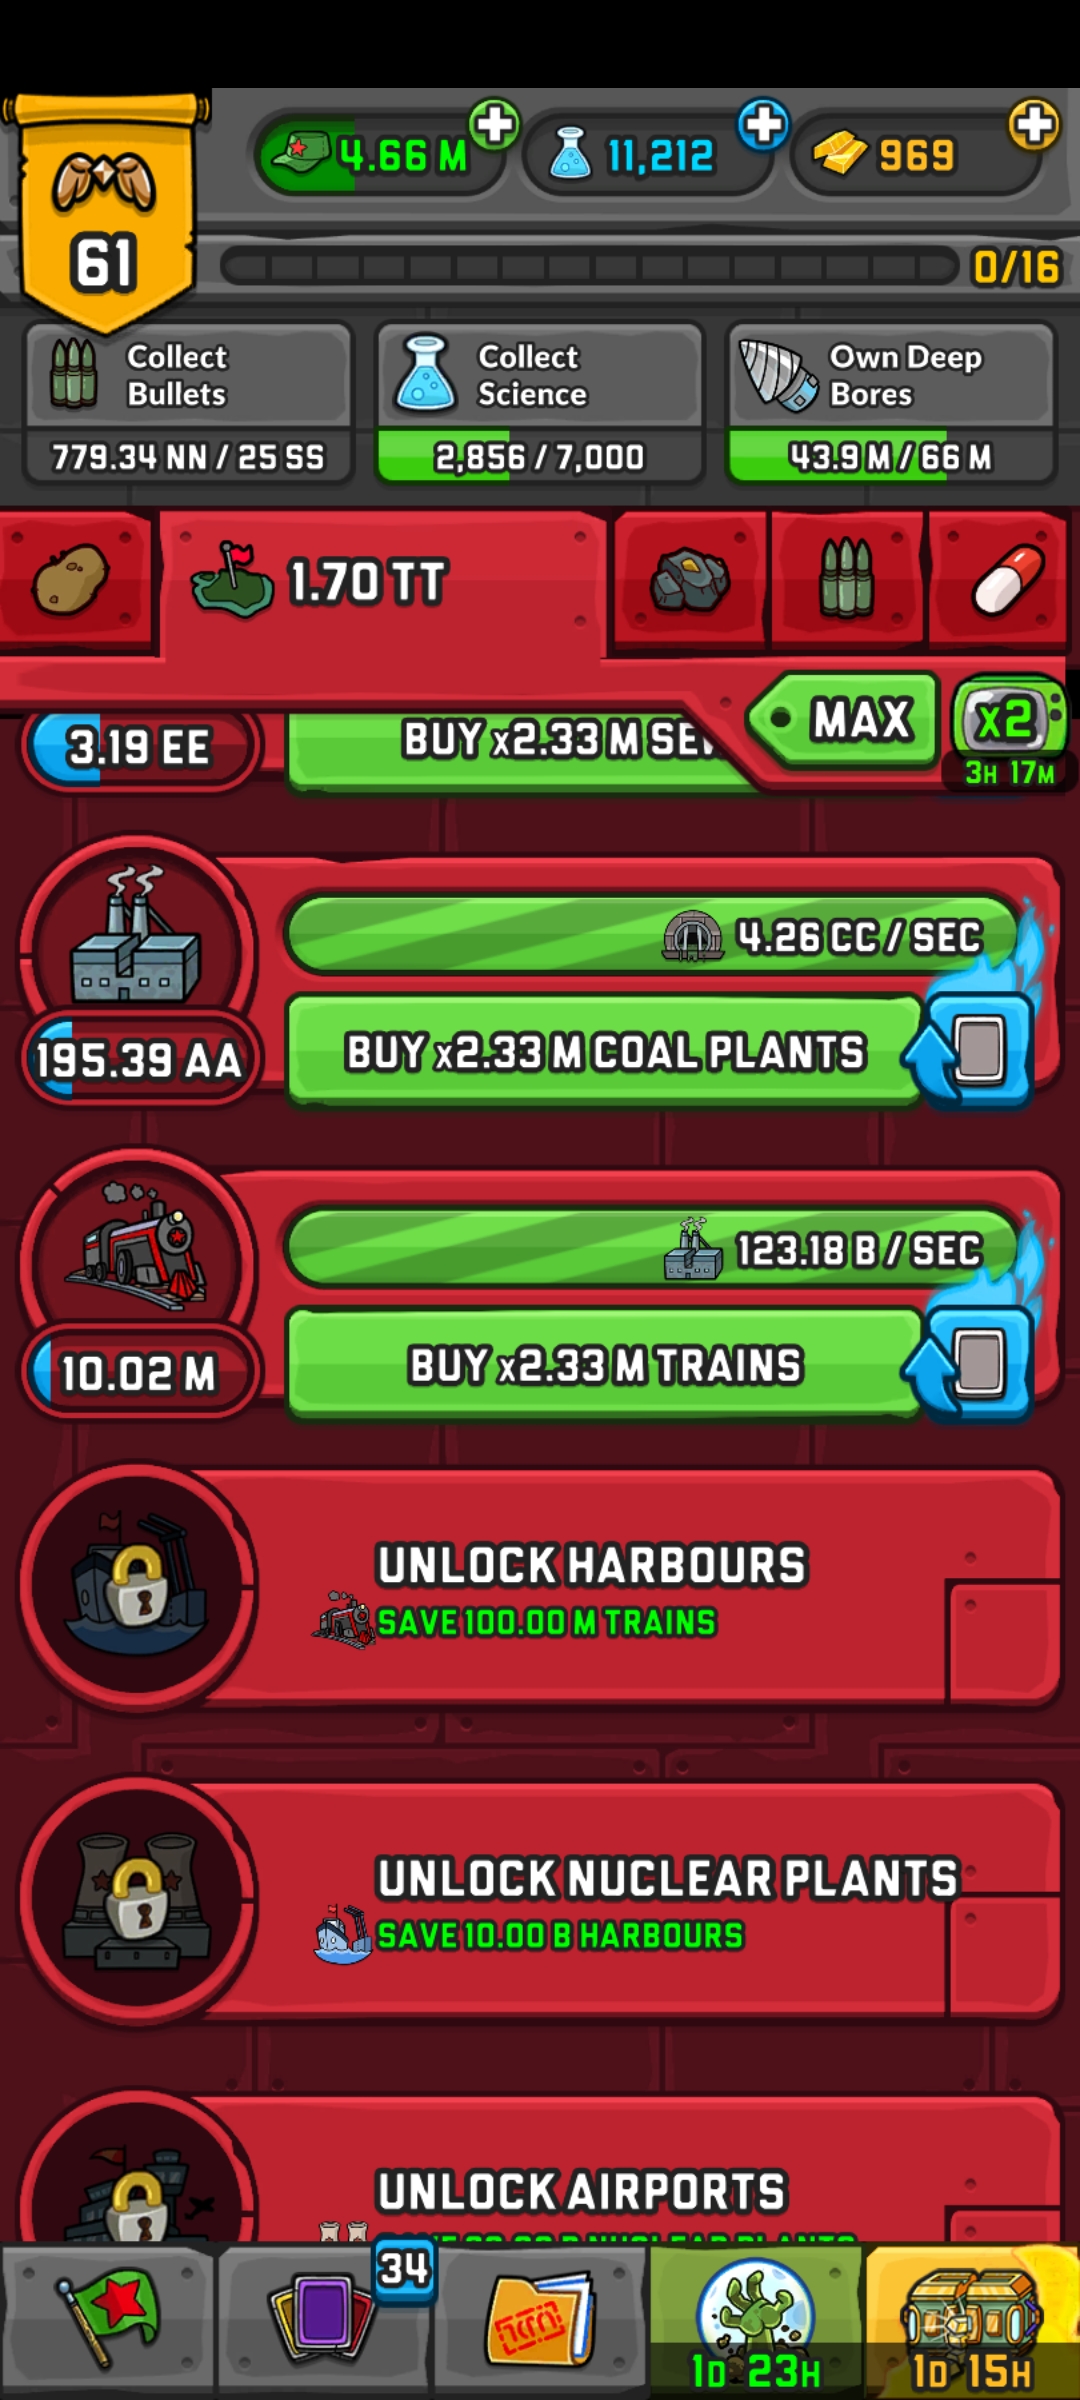 4.66 M
11,212
969
61
0/16
Collect
Bullets
779.34 NN / 25 SS
Collect
Science
2,856 / 7,000
Own Deep
Bores
43.9 M / 66 M
1.70 TT
MAX
x2
3H 17M
3.19 EE
BUY x2.33 M
4.26 CC / SEC
195.39 AA
BUY x2.33 M COAL PLANTS
123.18 B / SEC
10.02 M
BUY x2.33 M TRAINS
UNLOCK HARBOURS
SAVE 100.00 M TRAINS
UNLOCK NUCLEAR PLANTS
SAVE 10.00 B HARBOURS
UNLOCK AIRPORTS
NUCLEAR PLANTS
34
1D 23H
1D 15H